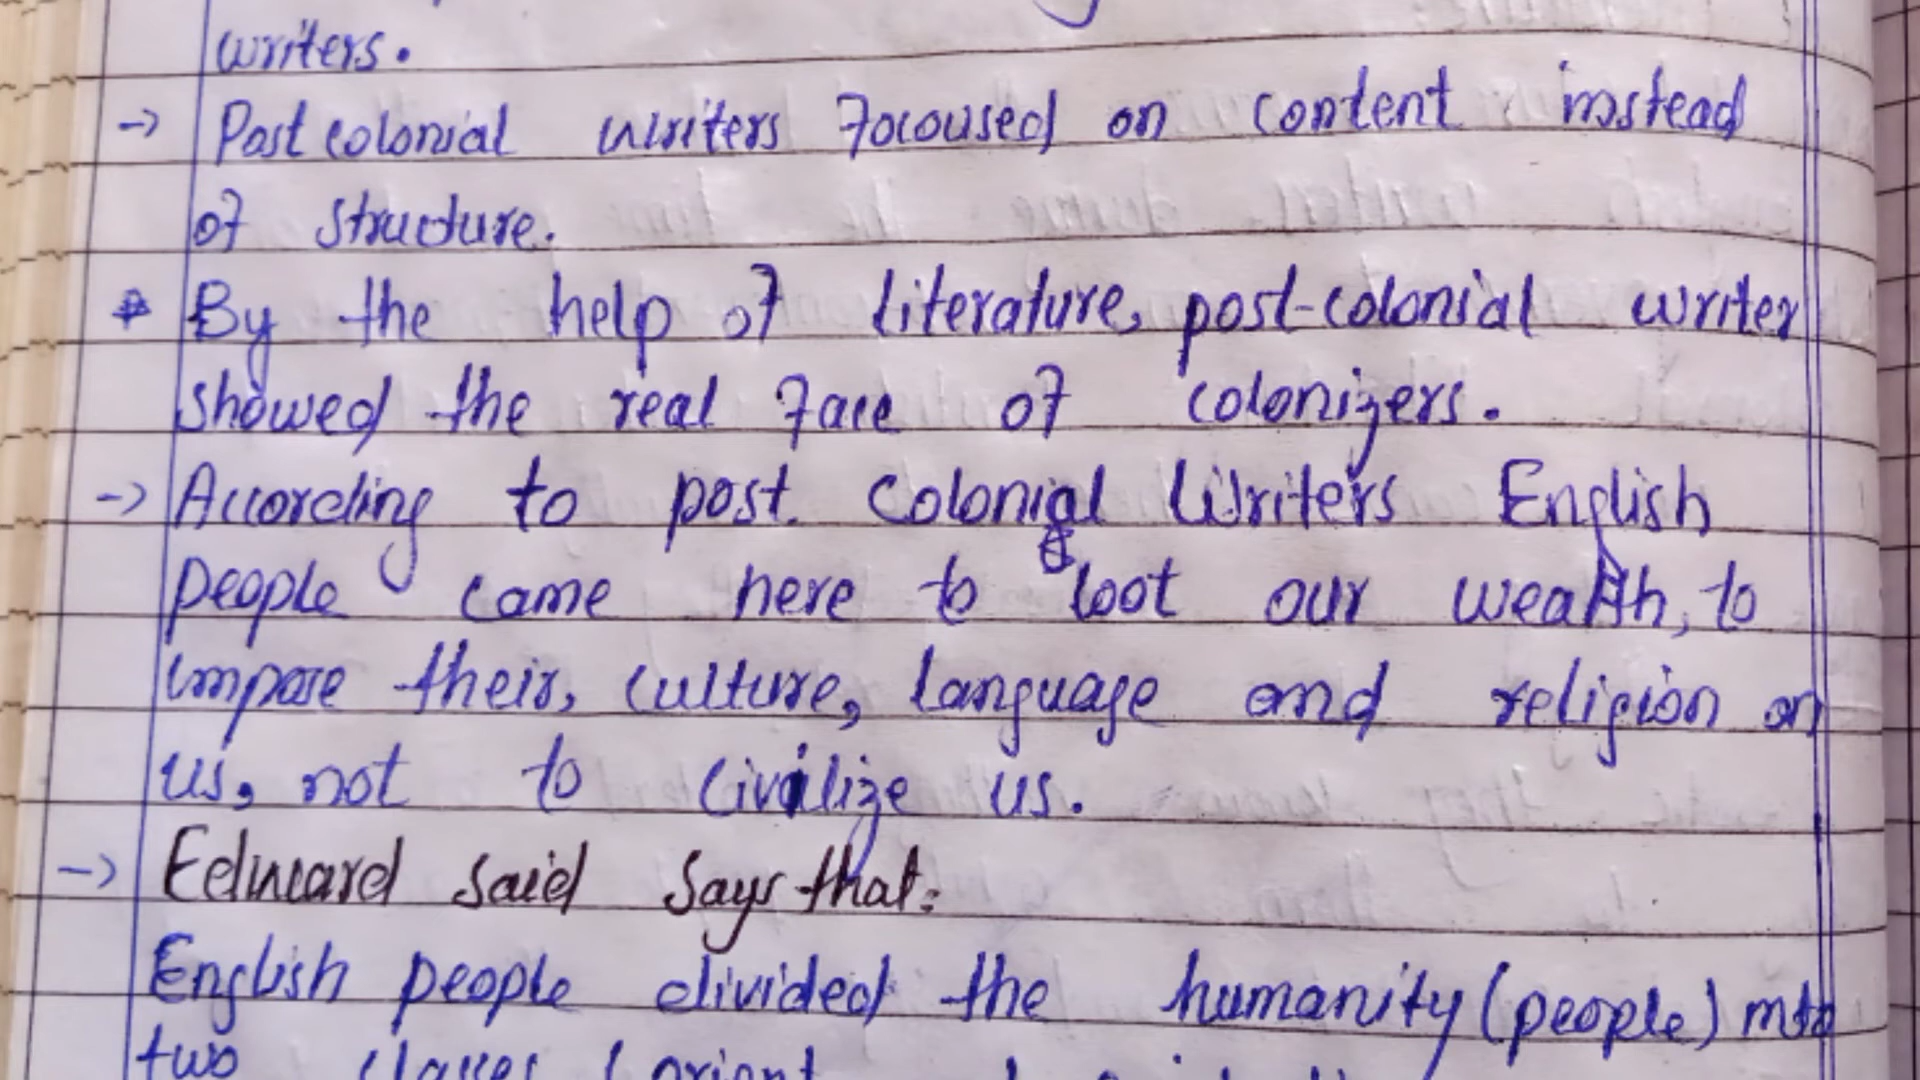 writers.
-> Post colonial writers focoused on content instead
of structure.
* By the help of literature, post-colonial writer
showed the real face of colonizers.
-> According to post. colonial Writers English
people came here to loot our wealth, to
impose their, culture, language and religion on
us, not to civilize us.
-> Edward Said Says that:
English people divided the humanity (people) into
two classes (orient